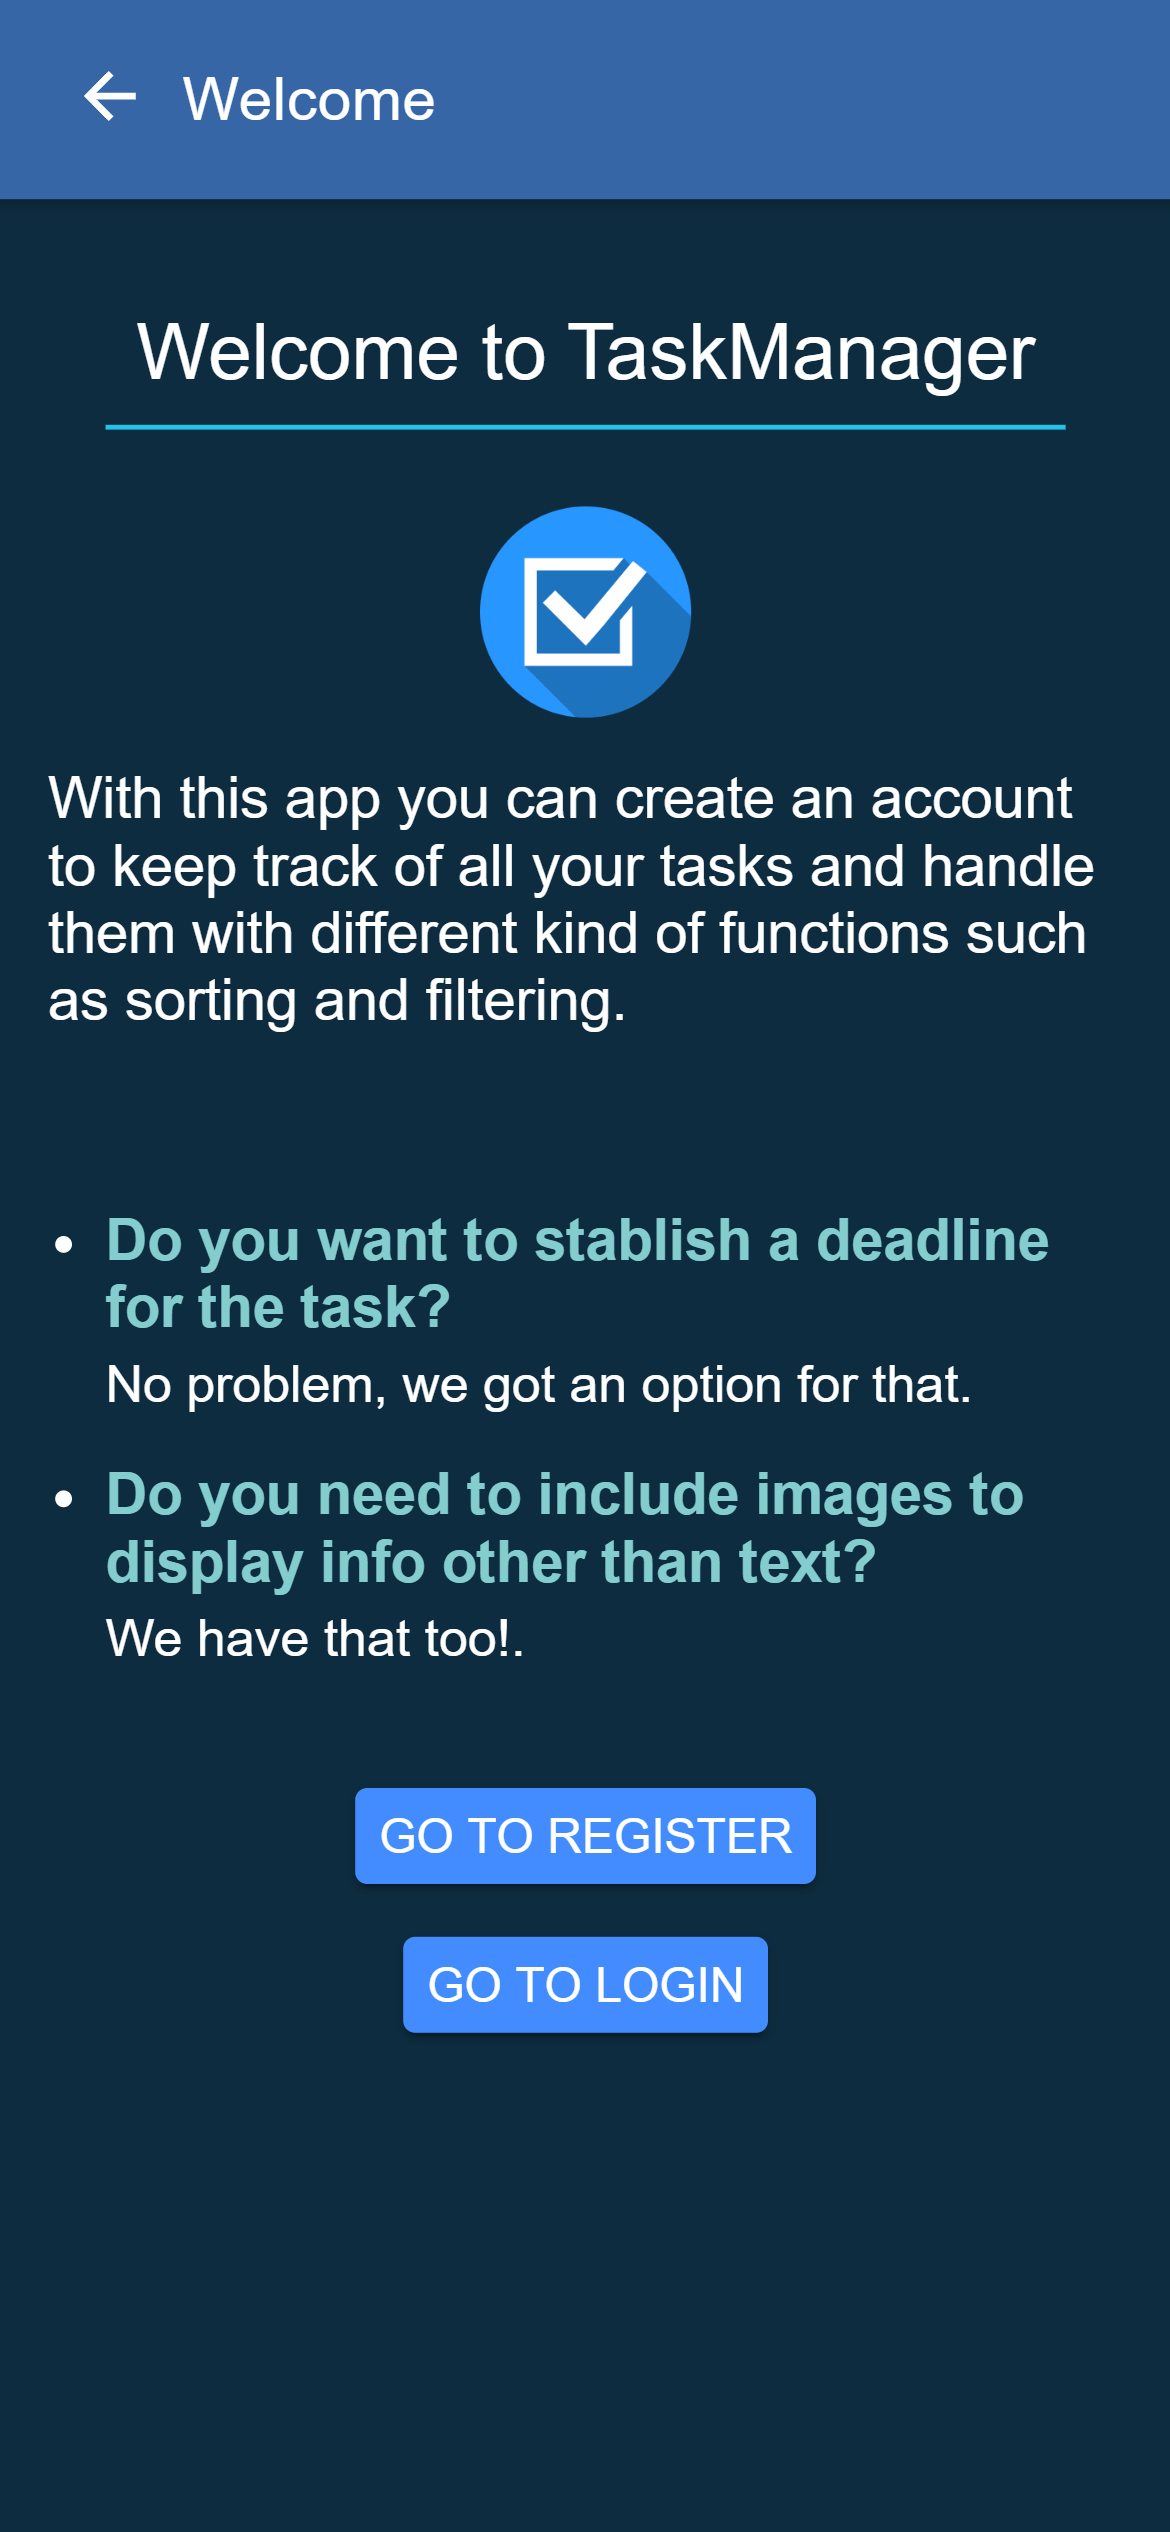 Welcome
Welcome to TaskManager
With this app you can create an account
to keep track of all your tasks and handle
them with different kind of functions such
as sorting and filtering.
• Do you want to stablish a deadline
for the task?
No problem, we got an option for that.
• Do you need to include images to
display info other than text?
We have that too!.
GO TO REGISTER
GO TO LOGIN